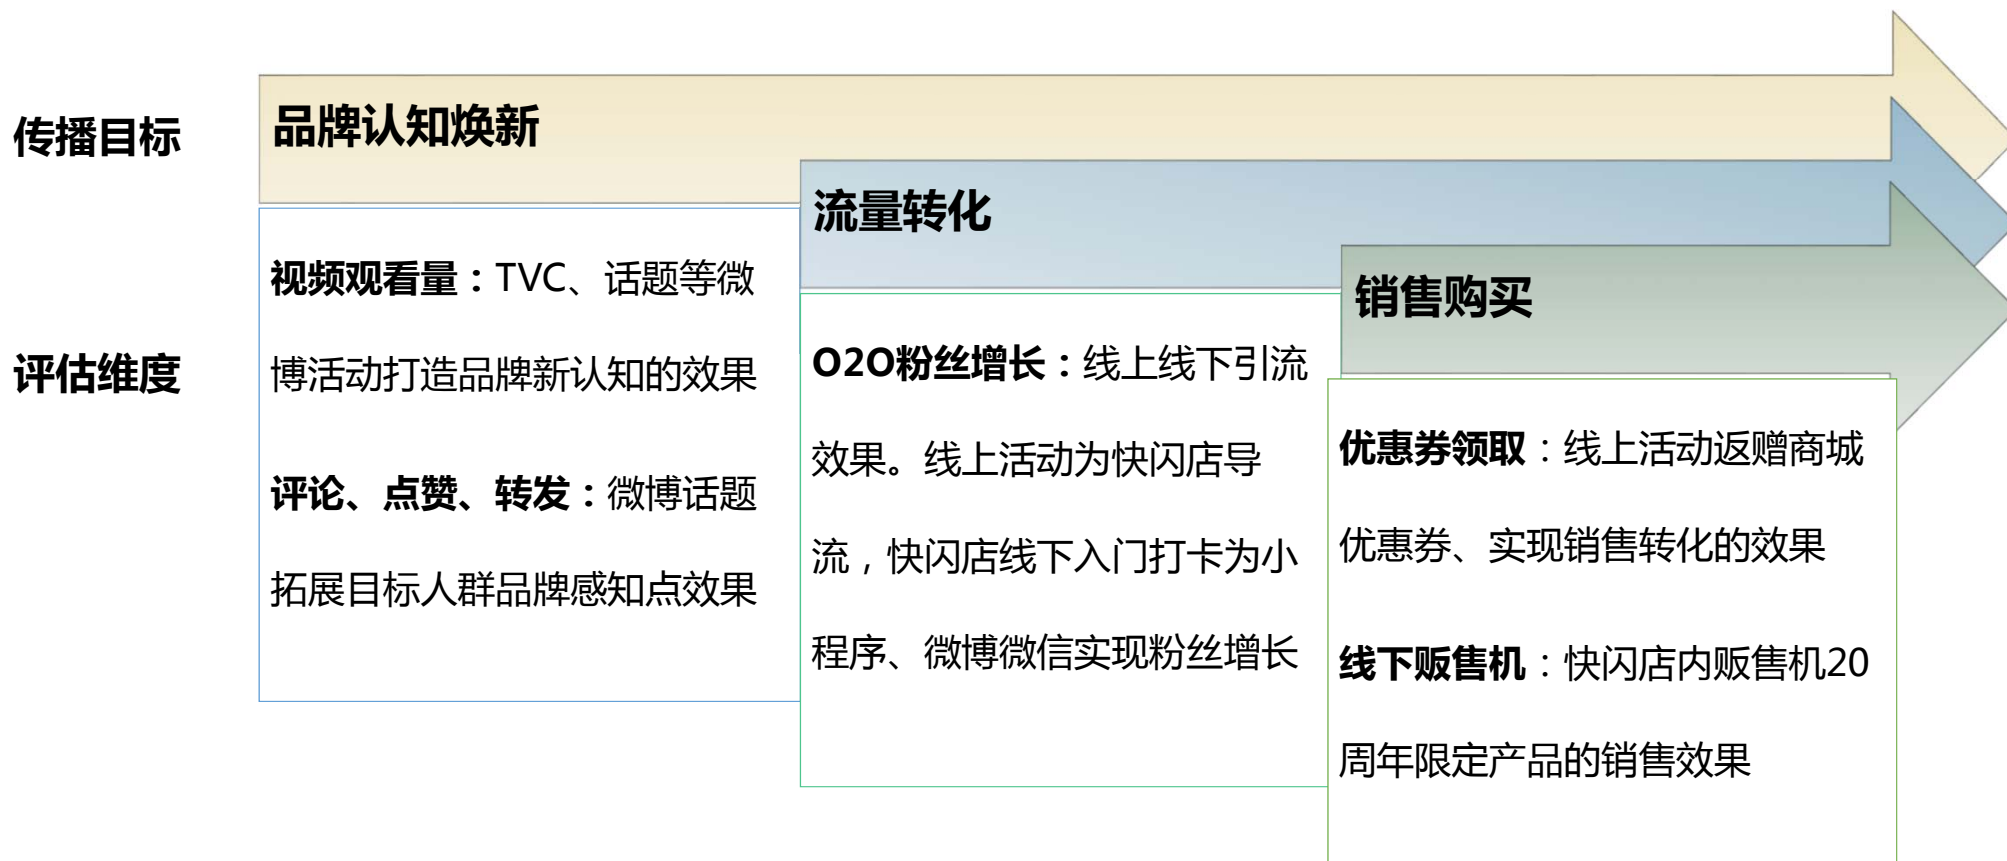 传播目标
品牌认知焕新
流量转化
销售购买
评估维度
视频观看量：TVC、话题等微
博活动打造品牌新认知的效果
评论、点赞、转发：微博话题
拓展目标人群品牌感知点效果
O2O粉丝增长：线上线下引流
效果。线上活动为快闪店导
流，快闪店线下入门打卡为小
程序、微博微信实现粉丝增长
优惠券领取：线上活动返赠商城
优惠券、实现销售转化的效果
线下贩售机：快闪店内贩售机20
周年限定产品的销售效果